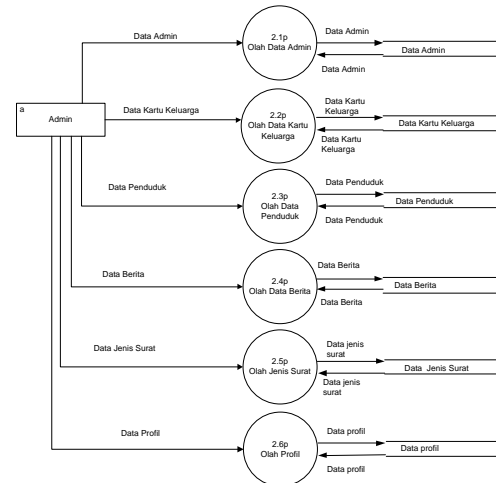 Data Admin
2.1p
Olah Data Admin
Data Admin
Data Admin
Data Admin
a
Admin
Data Kartu Keluarga
2.2p
Olah Data Kartu
Keluarga
Data Kartu
Keluarga
Data Kartu Keluarga
Data Kartu
Keluarga
Data Penduduk
2.3p
Olah Data
Penduduk
Data Penduduk
Data Penduduk
Data Penduduk
Data Berita
2.4p
Olah Data Berita
Data Berita
Data Berita
Data Berita
Data Jenis Surat
2.5p
Olah Jenis Surat
Data jenis
surat
Data Jenis Surat
Data jenis
surat
Data Profil
2.6p
Olah Profil
Data profil
Data profil
Data profil